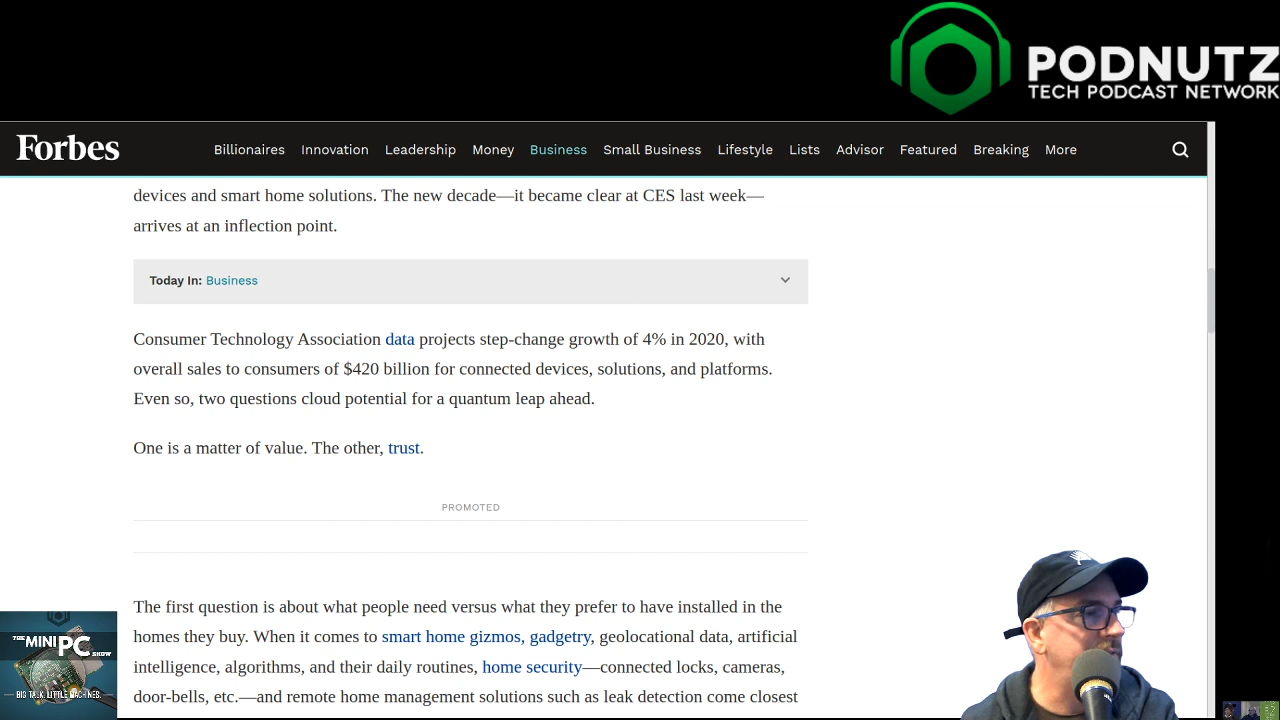 PODNUTZ
TECH PODCAST NETWORK
Forbes
Billionaires Innovation Leadership Money Business Small Business Lifestyle Lists Advisor Featured Breaking More
devices and smart home solutions. The new decade—it became clear at CES last week—
arrives at an inflection point.
Today In: Business
Consumer Technology Association data projects step-change growth of 4% in 2020, with
overall sales to consumers of $420 billion for connected devices, solutions, and platforms.
Even so, two questions cloud potential for a quantum leap ahead.
One is a matter of value. The other, trust.
PROMOTED
The first question is about what people need versus what they prefer to have installed in the
homes they buy. When it comes to smart home gizmos, gadgetry, geolocational data, artificial
intelligence, algorithms, and their daily routines, home security—connected locks, cameras,
door-bells, etc.—and remote home management solutions such as leak detection come closest
THE MINI PC SHOW
BIG TALK, LITTLE MACHINES